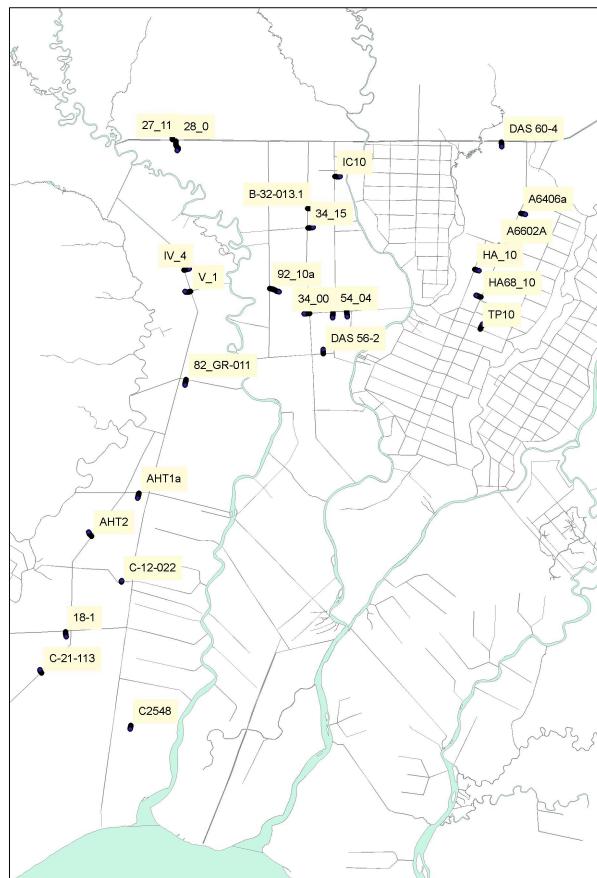 27_11
28_0
DAS 60-4
IC10
B-32-013.1
A6406a
34_15
A6602A
IV_4
HA_10
V_1
92_10a
HA68_10
34_00
54_04
TP10
DAS 56-2
82_GR-011
AHT1a
AHT2
C-12-022
18-1
C-21-113
C2548